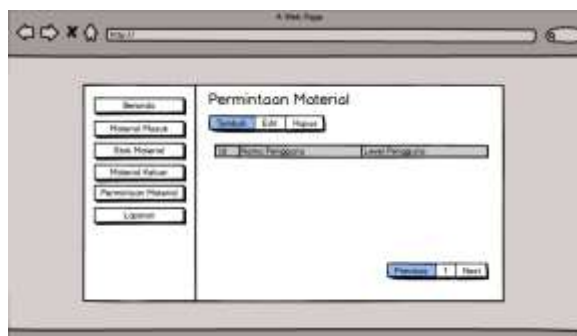 A Web Page
http://
Beranda
Material Masuk
Stok Material
Material Keluar
Permintaan Material
Laporan
Permintaan Material
Tambah Edit Hapus
Id Nama Pengguna Level Pengguna
Previous 1 Next